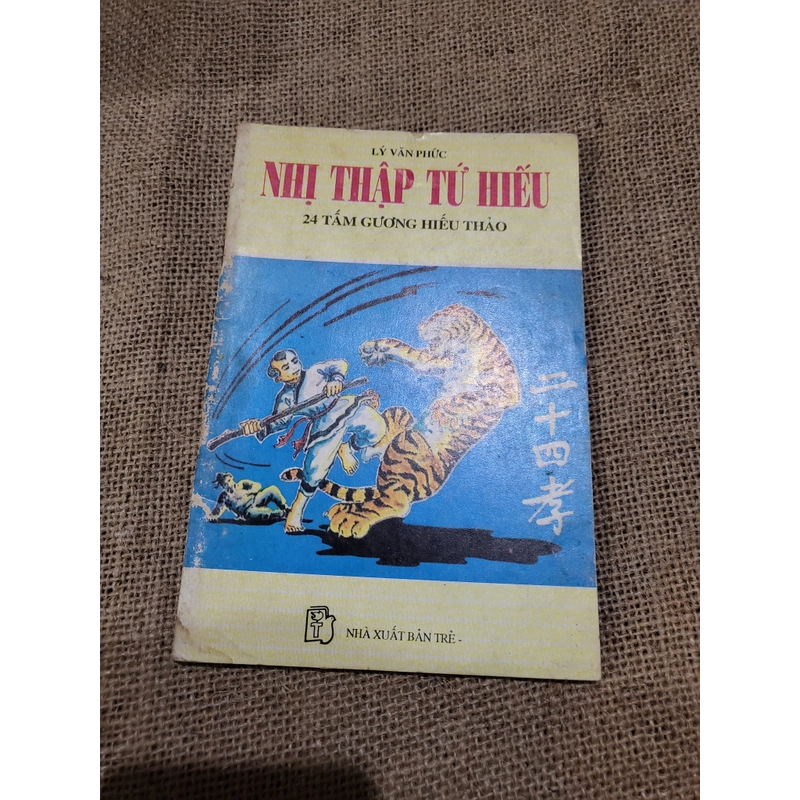 LÝ VĂN PHỨC
NHỊ THẬP TỨ HIẾU
24 TẤM GƯƠNG HIẾU THẢO
二十四孝
NHÀ XUẤT BẢN TRẺ -